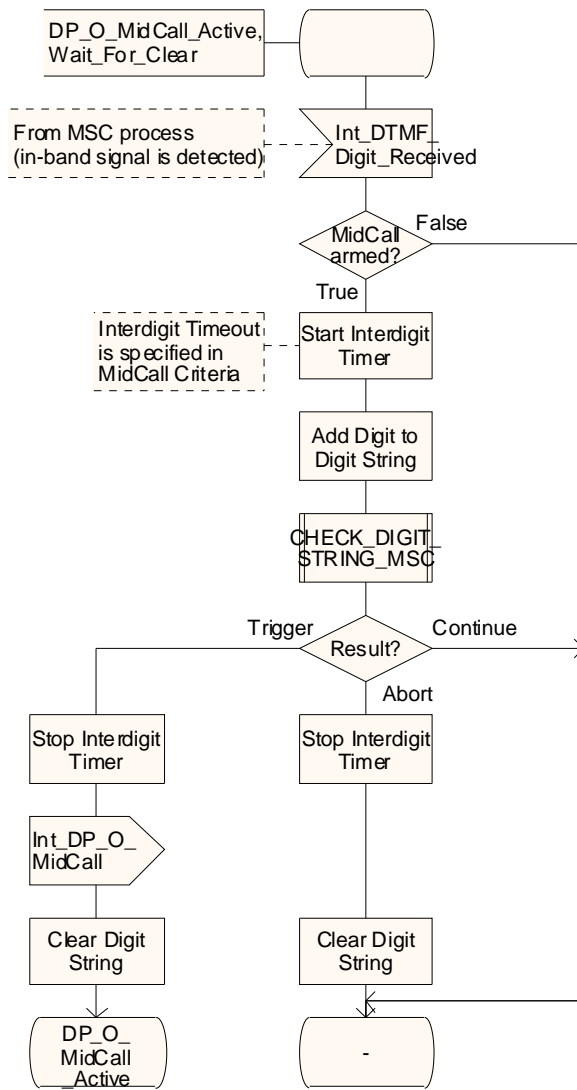 DP_O_MidCall_Active,
Wait_For_Clear
From MSC process
(in-band signal is detected)
Int_DTMF_
Digit_Received
MidCall
armed?
False
True
Interdigit Timeout
is specified in
MidCall Criteria
Start Interdigit
Timer
Add Digit to
Digit String
CHECK_DIGIT_
STRING_MSC
Trigger
Result?
Continue
Abort
Stop Interdigit
Timer
Stop Interdigit
Timer
Int_DP_O_
MidCall
Clear Digit
String
Clear Digit
String
DP_O_
MidCall
_Active
-